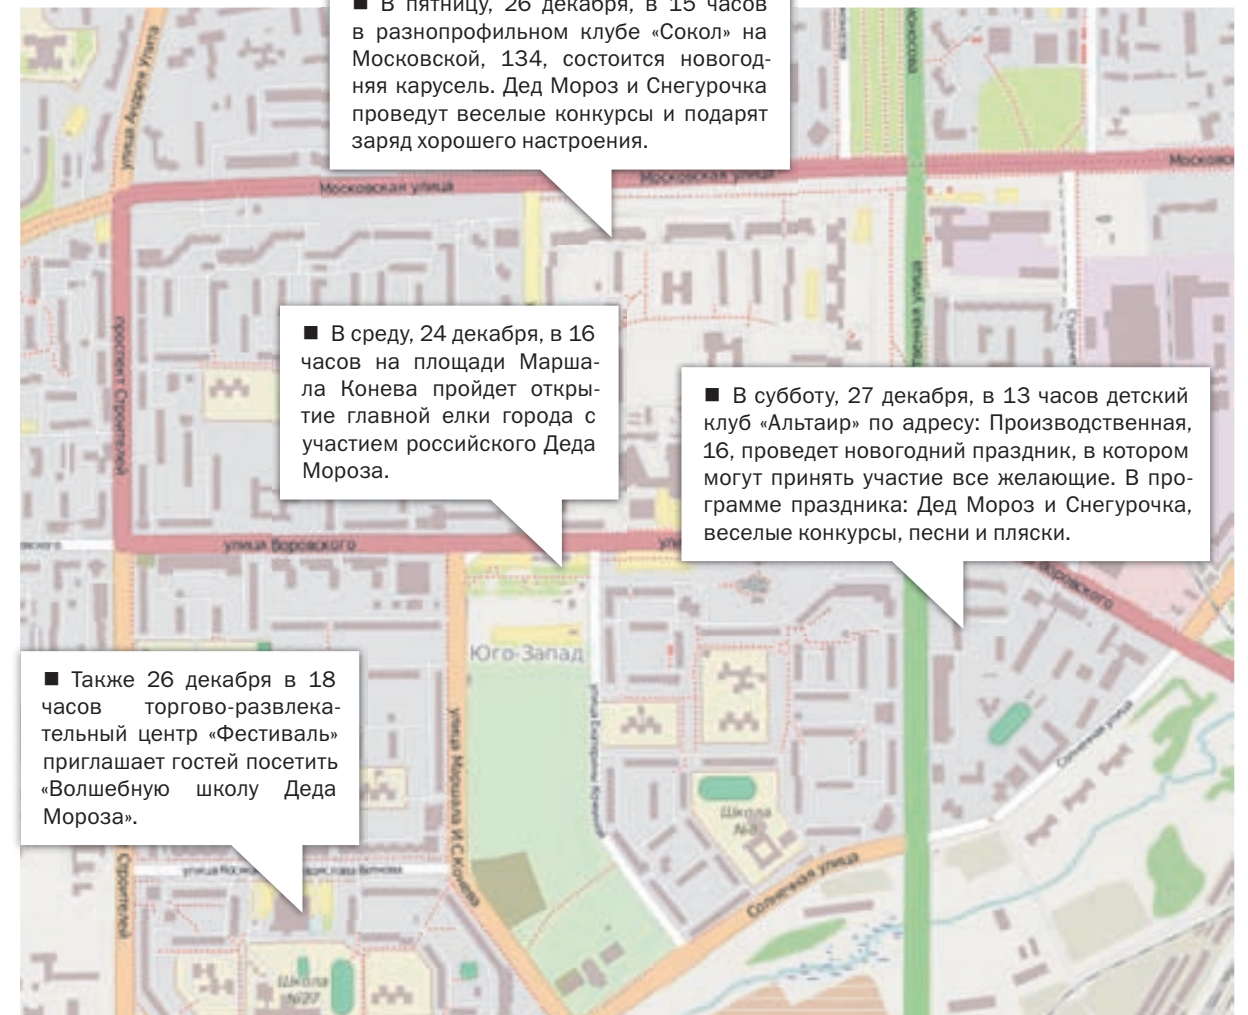 ■ В пятницу, 26 декабря, в 15 часов
в разнопрофильном клубе «Сокол» на
Московской, 134, состоится новогод-
няя карусель. Дед Мороз и Снегурочка
проведут веселые конкурсы и подарят
заряд хорошего настроения.
Московская улица
Московская улица
проспект Строителей
■ В среду, 24 декабря, в 16
часов на площади Марша-
ла Конева пройдет откры-
тие главной елки города с
участием российского Деда
Мороза.
■ В субботу, 27 декабря, в 13 часов детский
клуб «Альтаир» по адресу: Производственная,
16, проведет новогодний праздник, в котором
могут принять участие все желающие. В про-
грамме праздника: Дед Мороз и Снегурочка,
веселые конкурсы, песни и пляски.
улица Воровского
Воровского
Юго-Запад
■ Также 26 декабря в 18
часов торгово-развлека-
тельный центр «Фестиваль»
приглашает гостей посетить
«Волшебную школу Деда
Мороза».
улица Маршала И.С.Конева
Солнечная улица
Школа
Солнечная улица
Строителей
Школа
№27